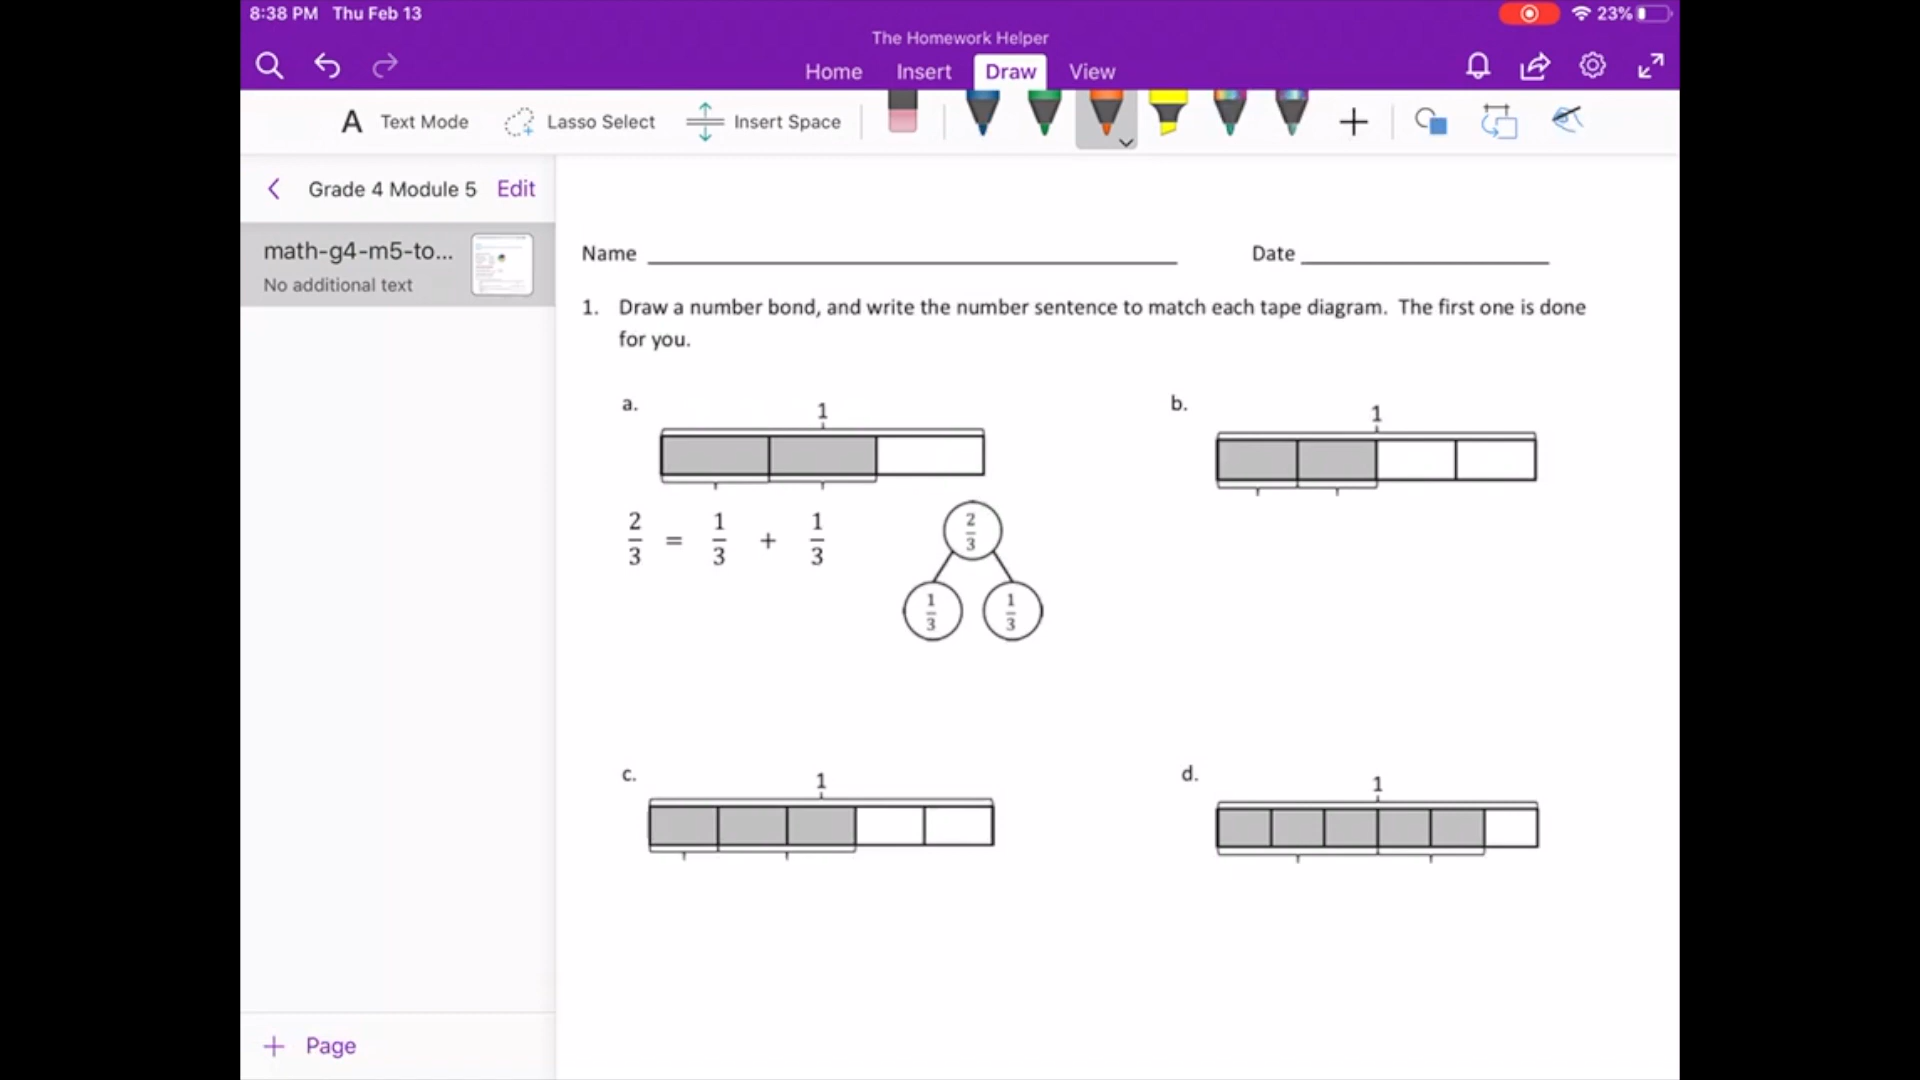 8:38 PM Thu Feb 13
23%
The Homework Helper
Home Insert Draw View
A Text Mode Lasso Select Insert Space
Grade 4 Module 5 Edit
math-g4-m5-to...
No additional text
Name ________ Date ________
1. Draw a number bond, and write the number sentence to match each tape diagram. The first one is done
for you.
a. 1
b. 1
2/3 = 1/3 + 1/3
2/3
1/3 1/3
c. 1
d. 1
+ Page